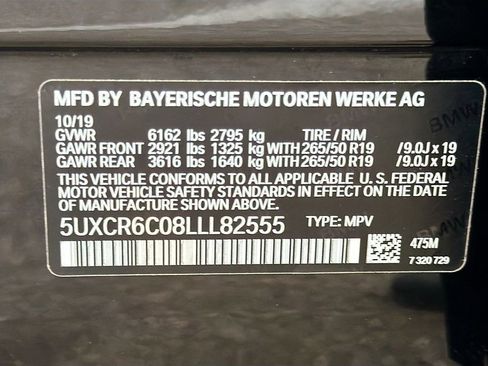 MFD BY BAYERISCHE MOTOREN WERKE AG
10/19
GVWR 6162 lbs 2795 kg TIRE / RIM
GAWR FRONT 2921 lbs 1325 kg WITH 265/50 R19 /9.0J x 19
GAWR REAR 3616 lbs 1640 kg WITH 265/50 R19 /9.0J x 19
THIS VEHICLE CONFORMS TO ALL APPLICABLE U. S. FEDERAL
MOTOR VEHICLE SAFETY STANDARDS IN EFFECT ON THE DATE
OF MANUFACTURE SHOWN ABOVE.
5UXCR6C08LLL82555 TYPE: MPV
475M
7 320 729